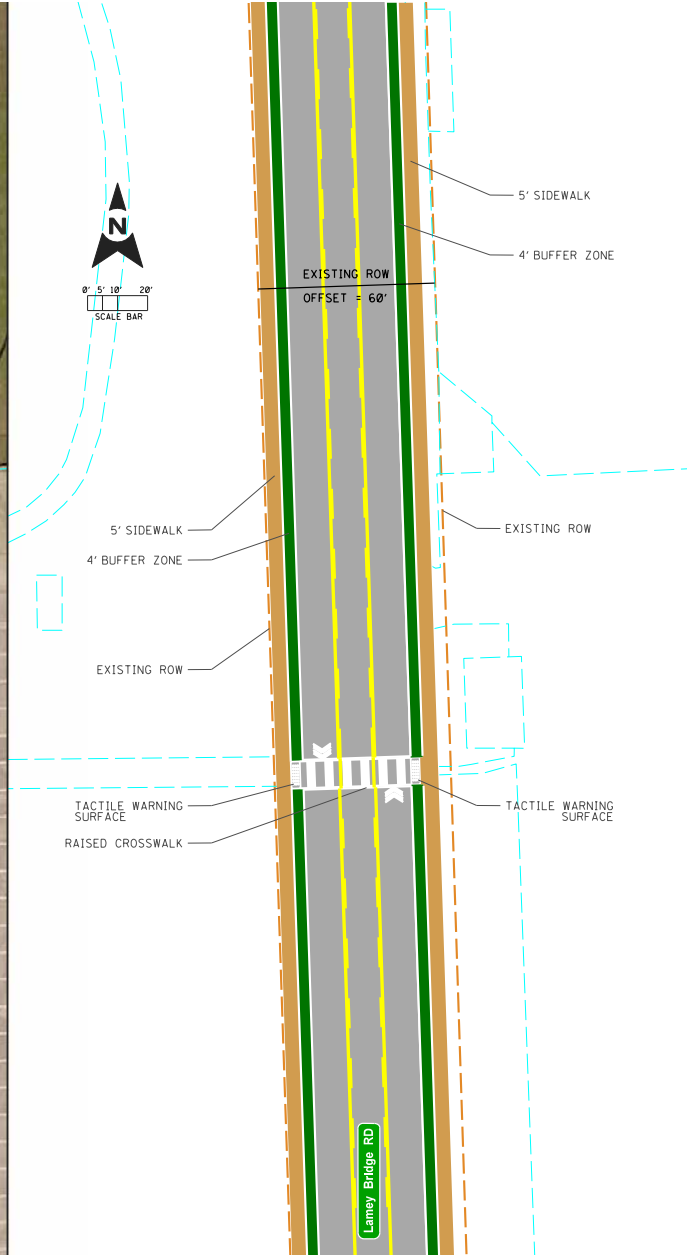 5' SIDEWALK
4' BUFFER ZONE
N
EXISTING ROW
OFFSET = 60'
0' 5' 10' 20'
SCALE BAR
5' SIDEWALK
EXISTING ROW
4' BUFFER ZONE
EXISTING ROW
TACTILE WARNING
SURFACE
TACTILE WARNING
SURFACE
RAISED CROSSWALK
Lamey Bridge RD